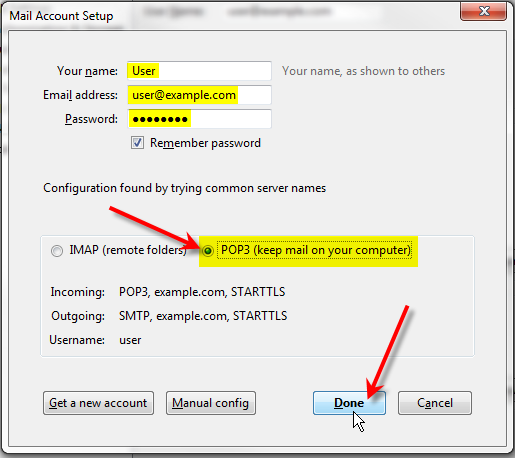 Mail Account Setup
Your name: User Your name, as shown to others
Email address: user@example.com
Password: ●●●●●●●●
Remember password
Configuration found by trying common server names
IMAP (remote folders) POP3 (keep mail on your computer)
Incoming: POP3, example.com, STARTTLS
Outgoing: SMTP, example.com, STARTTLS
Username: user
Get a new account Manual config Done Cancel